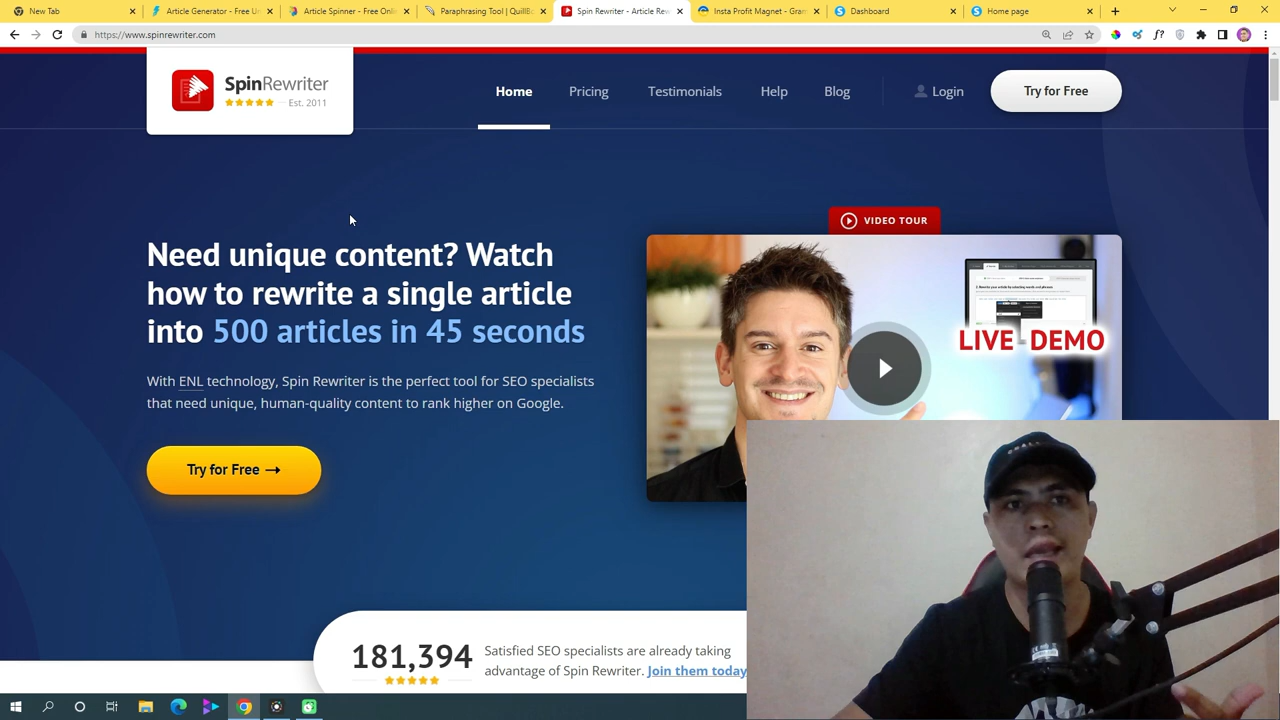 New Tab
Article Generator - Free Ur
Article Spinner - Free Onli
Paraphrasing Tool | QuillBo
Spin Rewriter - Article Rew
Insta Profit Magnet - Gram
Dashboard
Home page
https://www.spinrewriter.com
SpinRewriter
Est. 2011
Home
Pricing
Testimonials
Help
Blog
Login
Try for Free
VIDEO TOUR
Need unique content? Watch
how to rewrite a single article
into 500 articles in 45 seconds
LIVE DEMO
With ENL technology, Spin Rewriter is the perfect tool for SEO specialists
that need unique, human-quality content to rank higher on Google.
Try for Free
181,394
Satisfied SEO specialists are already taking
advantage of Spin Rewriter. Join them today